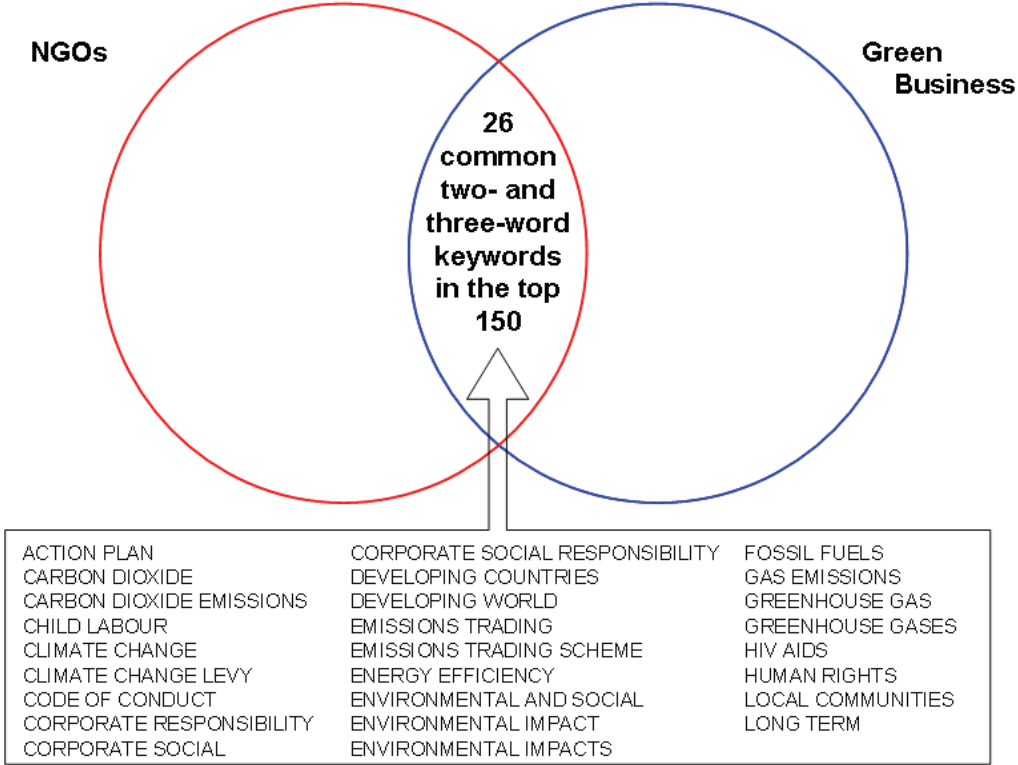 NGOs
Green
Business
26
common
two- and
three-word
keywords
in the top
150
ACTION PLAN
CARBON DIOXIDE
CARBON DIOXIDE EMISSIONS
CHILD LABOUR
CLIMATE CHANGE
CLIMATE CHANGE LEVY
CODE OF CONDUCT
CORPORATE RESPONSIBILITY
CORPORATE SOCIAL
CORPORATE SOCIAL RESPONSIBILITY
DEVELOPING COUNTRIES
DEVELOPING WORLD
EMISSIONS TRADING
EMISSIONS TRADING SCHEME
ENERGY EFFICIENCY
ENVIRONMENTAL AND SOCIAL
ENVIRONMENTAL IMPACT
ENVIRONMENTAL IMPACTS
FOSSIL FUELS
GAS EMISSIONS
GREENHOUSE GAS
GREENHOUSE GASES
HIV AIDS
HUMAN RIGHTS
LOCAL COMMUNITIES
LONG TERM